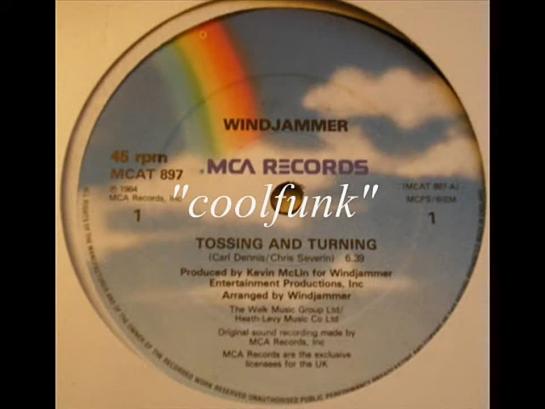 WINDJAMMER
45 rpm
MCAT 897
MCA RECORDS
℗ 1984
MCA Records, Inc
(MCAT 897-A)
MCPS/BIEM
"coolfunk"
1
1
TOSSING AND TURNING
(Carl Dennis/Chris Severin) 6.39
Produced by Kevin McLin for Windjammer
Entertainment Productions, Inc
Arranged by Windjammer
The Welk Music Group Ltd/
Heath-Levy Music Co Ltd
Original sound recording made by
MCA Records, Inc
MCA Records are the exclusive
licensees for the UK